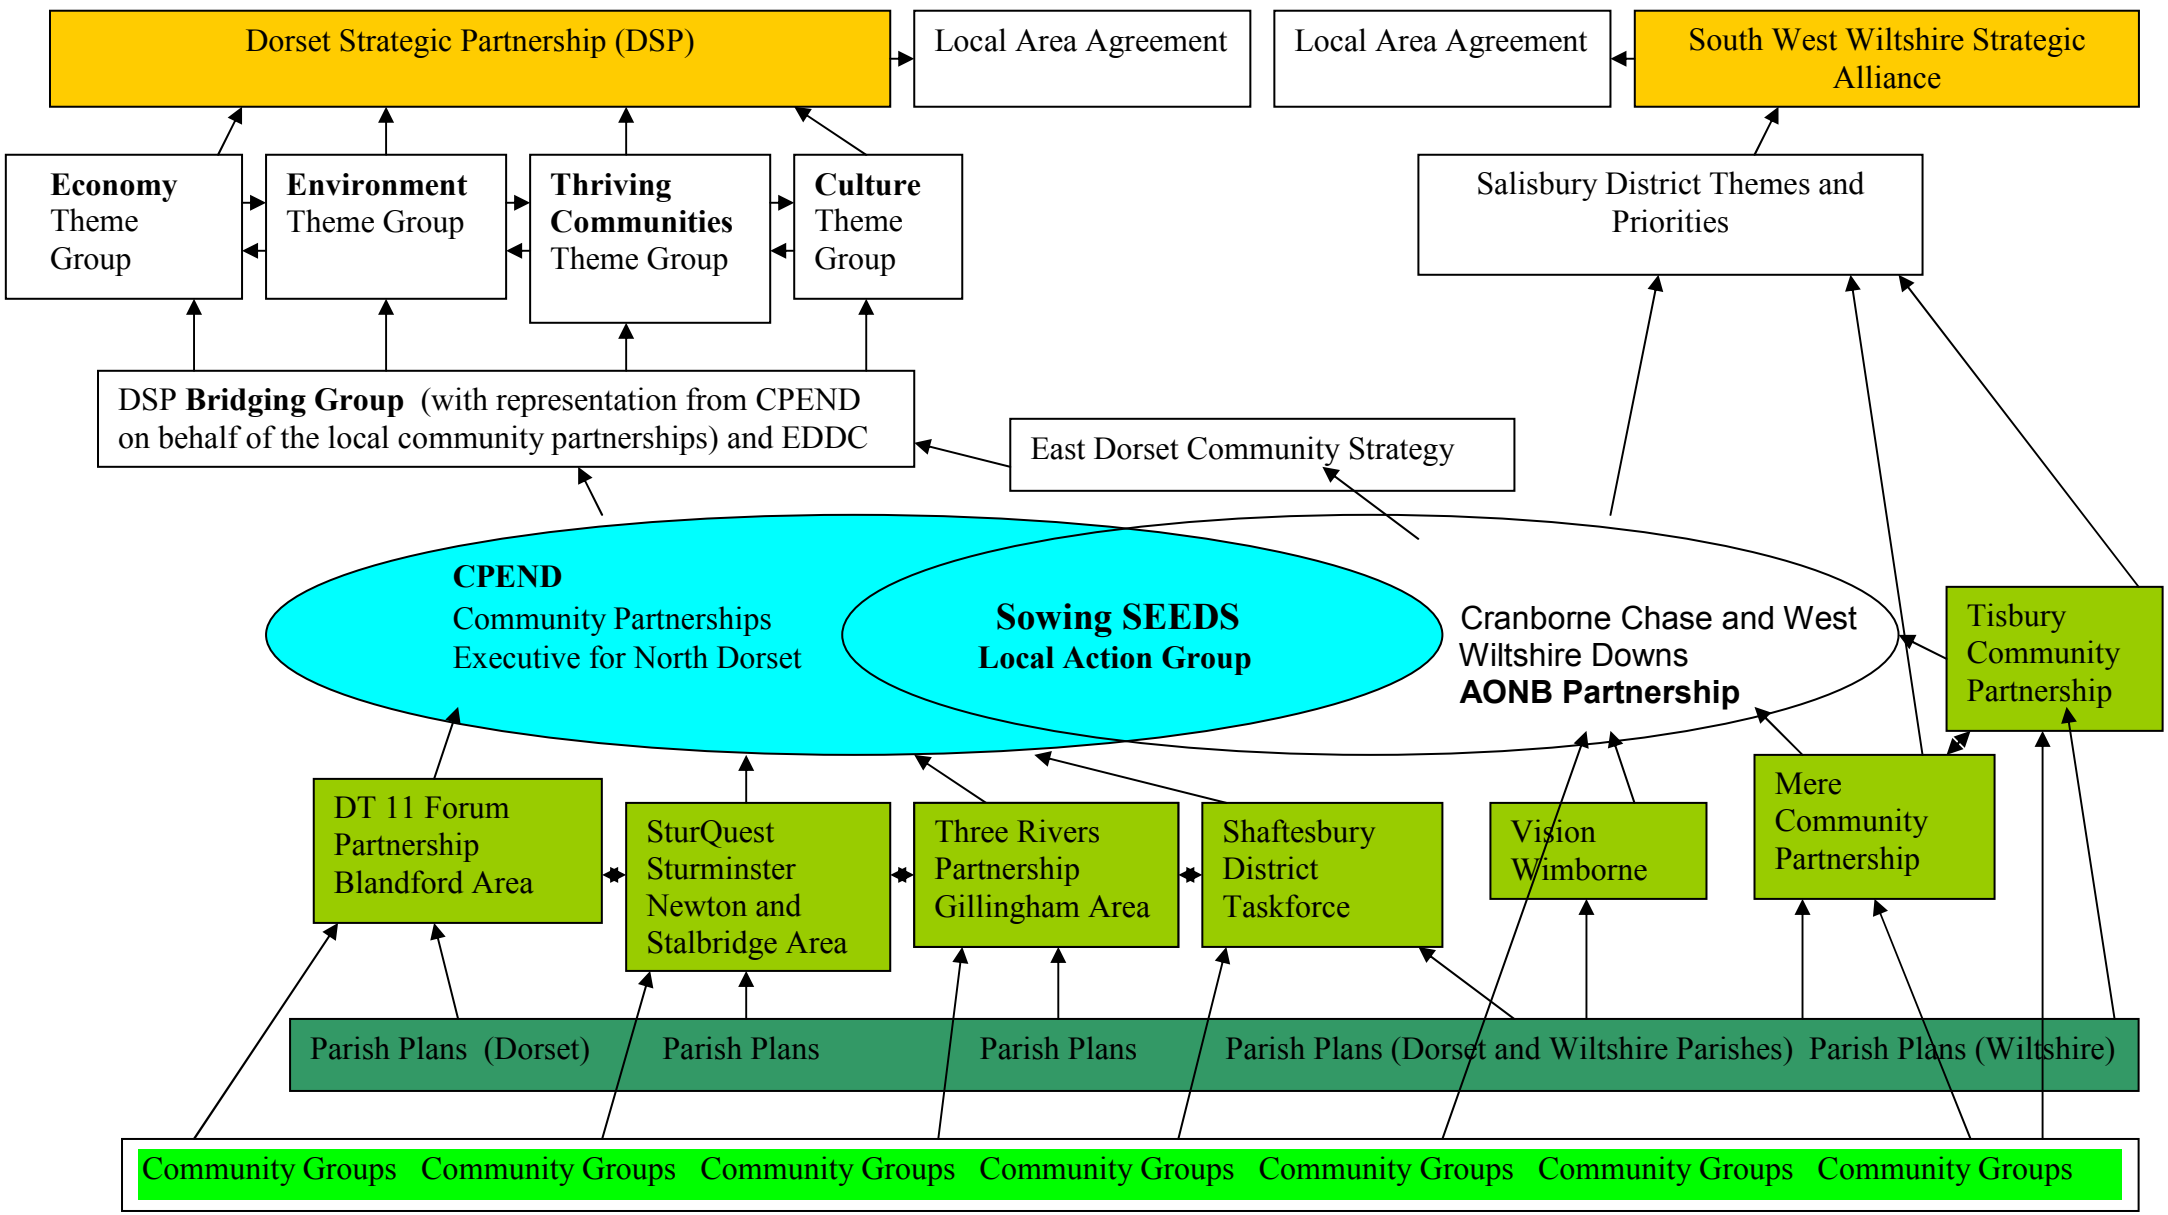 Dorset Strategic Partnership (DSP)
Local Area Agreement
Local Area Agreement
South West Wiltshire Strategic
Alliance
Economy
Theme
Group
Environment
Theme Group
Thriving
Communities
Theme Group
Culture
Theme
Group
Salisbury District Themes and
Priorities
DSP Bridging Group (with representation from CPEND
on behalf of the local community partnerships) and EDDC
East Dorset Community Strategy
CPEND
Community Partnerships
Executive for North Dorset
Sowing SEEDS
Local Action Group
Cranborne Chase and West
Wiltshire Downs
AONB Partnership
Tisbury
Community
Partnership
DT 11 Forum
Partnership
Blandford Area
SturQuest
Sturminster
Newton and
Stalbridge Area
Three Rivers
Partnership
Gillingham Area
Shaftesbury
District
Taskforce
Vision
Wimborne
Mere
Community
Partnership
Parish Plans (Dorset)
Parish Plans
Parish Plans
Parish Plans (Dorset and Wiltshire Parishes)
Parish Plans (Wiltshire)
Community Groups Community Groups Community Groups Community Groups Community Groups Community Groups Community Groups